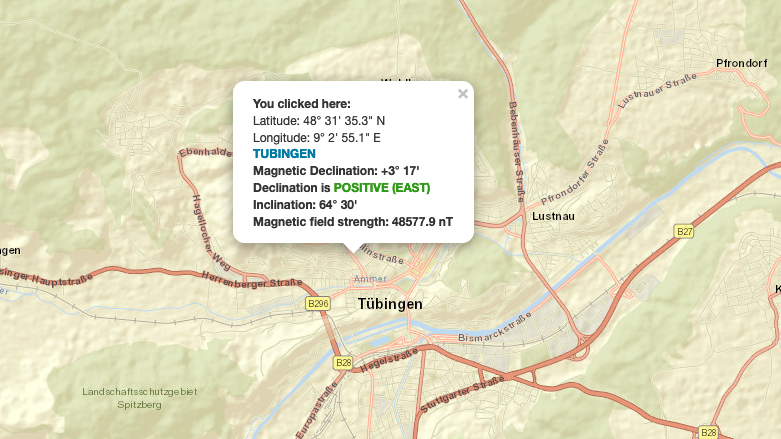 Pfrondorf
Lustnauer Straße
You clicked here:
Latitude: 48° 31' 35.3" N
Longitude: 9° 2' 55.1" E
TUBINGEN
Magnetic Declination: +3° 17'
Declination is POSITIVE (EAST)
Inclination: 64° 30'
Magnetic field strength: 48577.9 nT
×
Bebenhäuser Straße
Ebenhalde
Pfrondorfer Straße
Hagellocher Weg
Lustnau
B27
ngen
singer Hauptstraße
Herrenberger Straße
Ammer
B296
Tübingen
Bismarckstraße
B28
Hegelstraße
Landschaftsschutzgebiet
Spitzberg
Europastraße
Stuttgarter Straße
B28